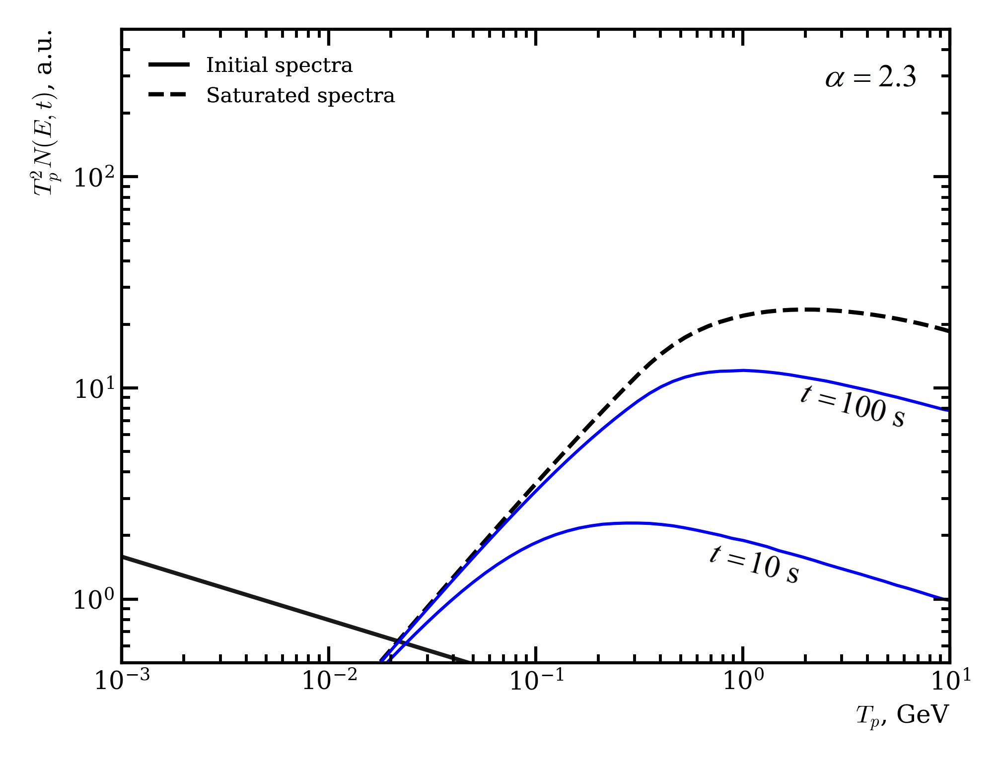 T_p^2 N(E, t), a.u.
Initial spectra
Saturated spectra
α = 2.3
10^2
10^1
10^0
t = 100 s
t = 10 s
10^−3
10^−2
10^−1
10^0
10^1
T_p, GeV